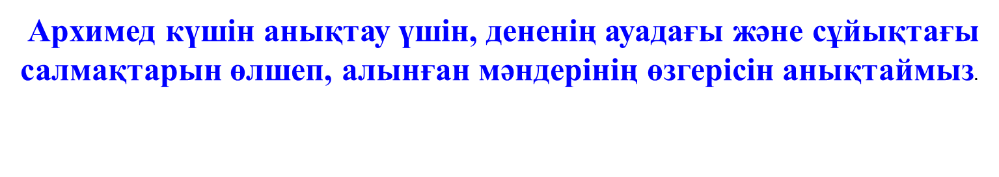 Архимед күшін анықтау үшін, дененің ауадағы және сұйықтағы
салмақтарын өлшеп, алынған мәндерінің өзгерісін анықтаймыз.